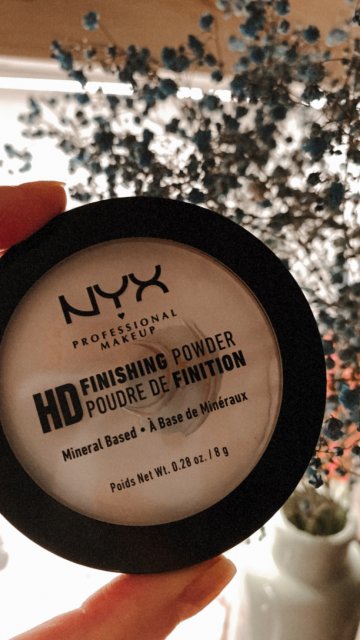 NYX
PROFESSIONAL
MAKEUP
HD FINISHING POWDER
POUDRE DE FINITION
Mineral Based • À Base de Minéraux
Poids Net Wt. 0.28 oz. / 8 g